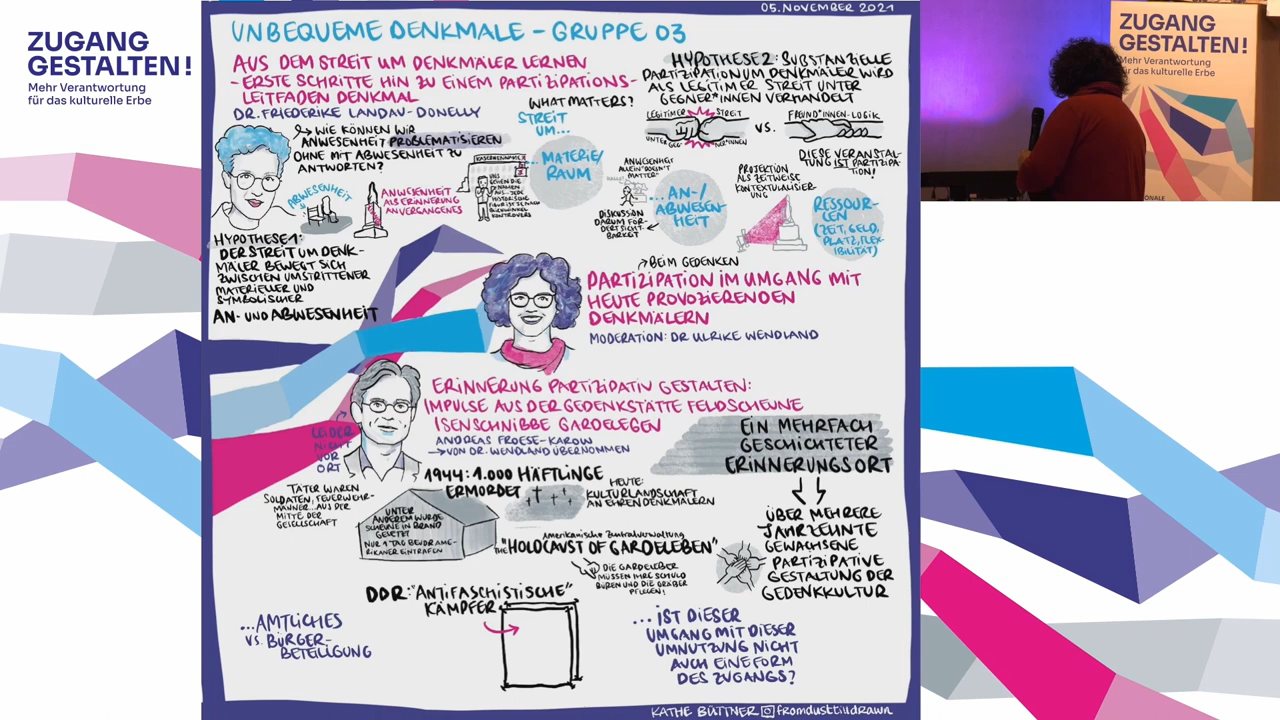 ZUGANG
GESTALTEN!
Mehr Verantwortung
für das kulturelle Erbe
05. NOVEMBER 2021
UNBEQUEME DENKMALE – GRUPPE 03
AUS DEM STREIT UM DENKMÄLER LERNEN
- ERSTE SCHRITTE HIN ZU EINEM PARTIZIPATIONS-
LEITFADEN DENKMAL
DR. FRIEDERIKE LANDAU-DONELLY
WIE KÖNNEN WIR
ANWESENHEIT PROBLEMATISIEREN
OHNE MIT ABWESENHEIT ZU
ANTWORTEN?
ABWESENHEIT
ANWESENHEIT
ALS ERINNERUNG
AN VERGANGENES
HYPOTHESE 1:
DER STREIT UM DENK-
MÄLER BEWEGT SICH
ZWISCHEN UMSTRITTENER
MATERIELLER UND
SYMBOLISCHER
AN- UND ABWESENHEIT
WHAT MATTERS?
STREIT
UM...
...MATERIE/
RAUM
HYPOTHESE 2: SUBSTANZIELLE
PARTIZIPATION UM DENKMÄLER WIRD
ALS LEGITIMER STREIT UNTER
GEGNER*INNEN VERHANDELT
LEGITIMER STREIT
UNTER GEGNER*INNEN
VS.
FREUND*INNEN-LOGIK
DIESE VERANSTAL-
TUNG IST PARTIZIPA-
TION!
ANWESENHEIT
ALLEIN "DOESN'T
MATTER"
DISKUSSION
DARUM FÖR-
DERT SICHT-
BARKEIT
...AN-/
ABWESEN-
HEIT
PROJEKTION
ALS ZEITWEISE
KONTEXTUALISIER-
UNG
RESSOUR-
CEN
(ZEIT, GELD,
PLATZ, FLEX-
IBILITÄT)
BEIM GEDENKEN
PARTIZIPATION IM UMGANG MIT
HEUTE PROVOZIERENDEN
DENKMÄLERN
MODERATION: DR ULRIKE WENDLAND
ERINNERUNG PARTIZIPATIV GESTALTEN:
IMPULSE AUS DER GEDENKSTÄTTE FELDSCHEUNE
ISENSCHNIBBE GARDELEGEN
ANDREAS FROESE-KAROW
→ VON DR. WENDLAND ÜBERNOMMEN
LEIDER
NICHT
VOR
ORT
TÄTER WAREN
SOLDATEN, FEUERWEHR-
MÄNNER... AUS DER
MITTE DER
GESELLSCHAFT
1944: 1.000 HÄFTLINGE
ERMORDET
UNTER
ANDEREM WURDE
SCHEUNE IN BRAND
GESETZT
NUR 1 TAG BEVOR AME-
RIKANER EINTRAFEN
HEUTE:
KULTURLANDSCHAFT
AN EHRENDENKMÄLERN
EIN MEHRFACH
GESCHICHTETER
ERINNERUNGSORT
ÜBER MEHRERE
JAHRZEHNTE
GEWACHSENE
PARTIZIPATIVE
GESTALTUNG DER
GEDENKKULTUR
Amerikanische Zentralverwaltung
"HOLOCAUST OF GARDELEBEN"
DIE GARDELEBER
MÜSSEN IHRE SCHULD
BÜSSEN UND DIE GRÄBER
PFLEGEN!
DDR: "ANTIFASCHISTISCHE"
KÄMPFER
...AMTLICHES
VS. BÜRGER-
BETEILIGUNG
...IST DIESER
UMGANG MIT DIESER
UMNUTZUNG NICHT
AUCH EINE FORM
DES ZUGANGS?
KATHE BÜTTNER fromdusttilldrawn
ZUGANG
GESTALTEN!
Mehr Verantwortung
für das kulturelle Erbe